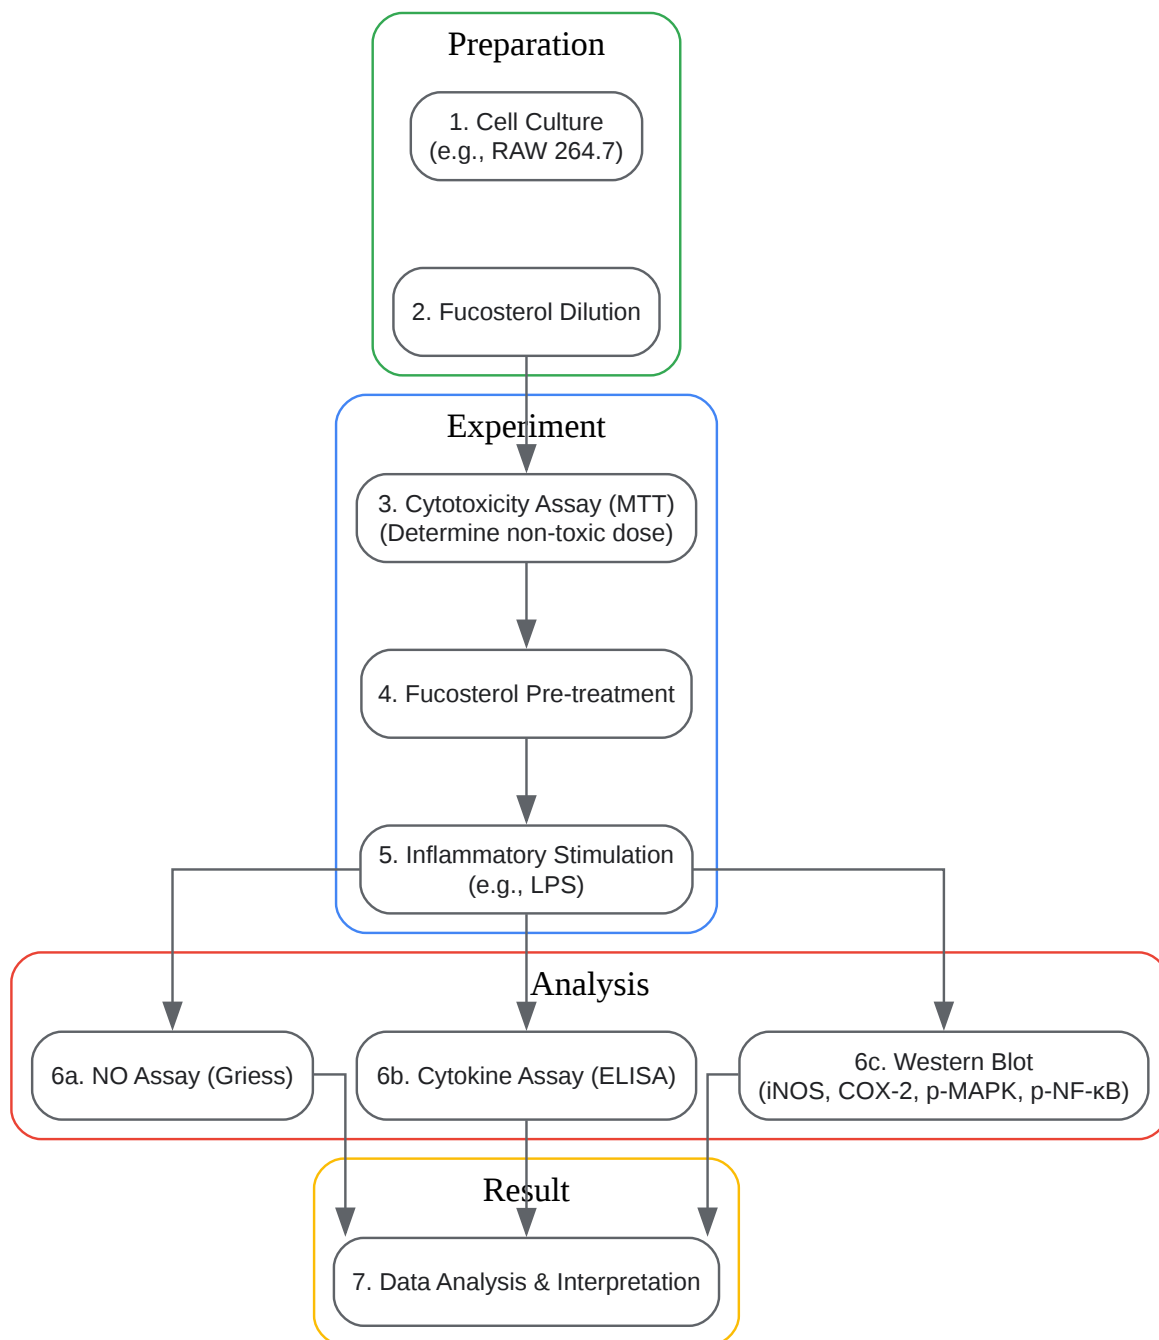 Preparation
1. Cell Culture
(e.g., RAW 264.7)
2. Fucosterol Dilution
Experiment
3. Cytotoxicity Assay (MTT)
(Determine non-toxic dose)
4. Fucosterol Pre-treatment
5. Inflammatory Stimulation
(e.g., LPS)
Analysis
6a. NO Assay (Griess)
6b. Cytokine Assay (ELISA)
6c. Western Blot
(iNOS, COX-2, p-MAPK, p-NF-κB)
Result
7. Data Analysis & Interpretation